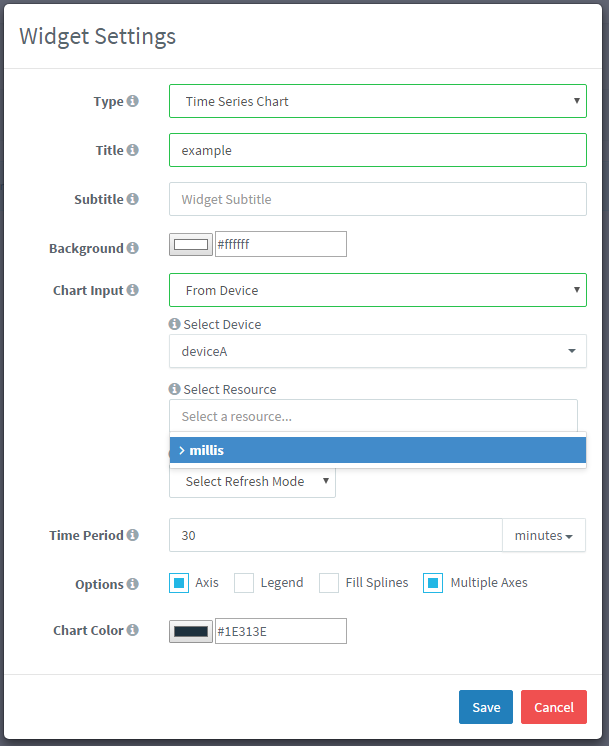 Widget Settings
Type
Time Series Chart
Title
example
Subtitle
Widget Subtitle
Background
#ffffff
Chart Input
From Device
Select Device
deviceA
Select Resource
Select a resource...
> millis
Select Refresh Mode
Time Period
30
minutes
Options
Axis
Legend
Fill Splines
Multiple Axes
Chart Color
#1E313E
Save
Cancel